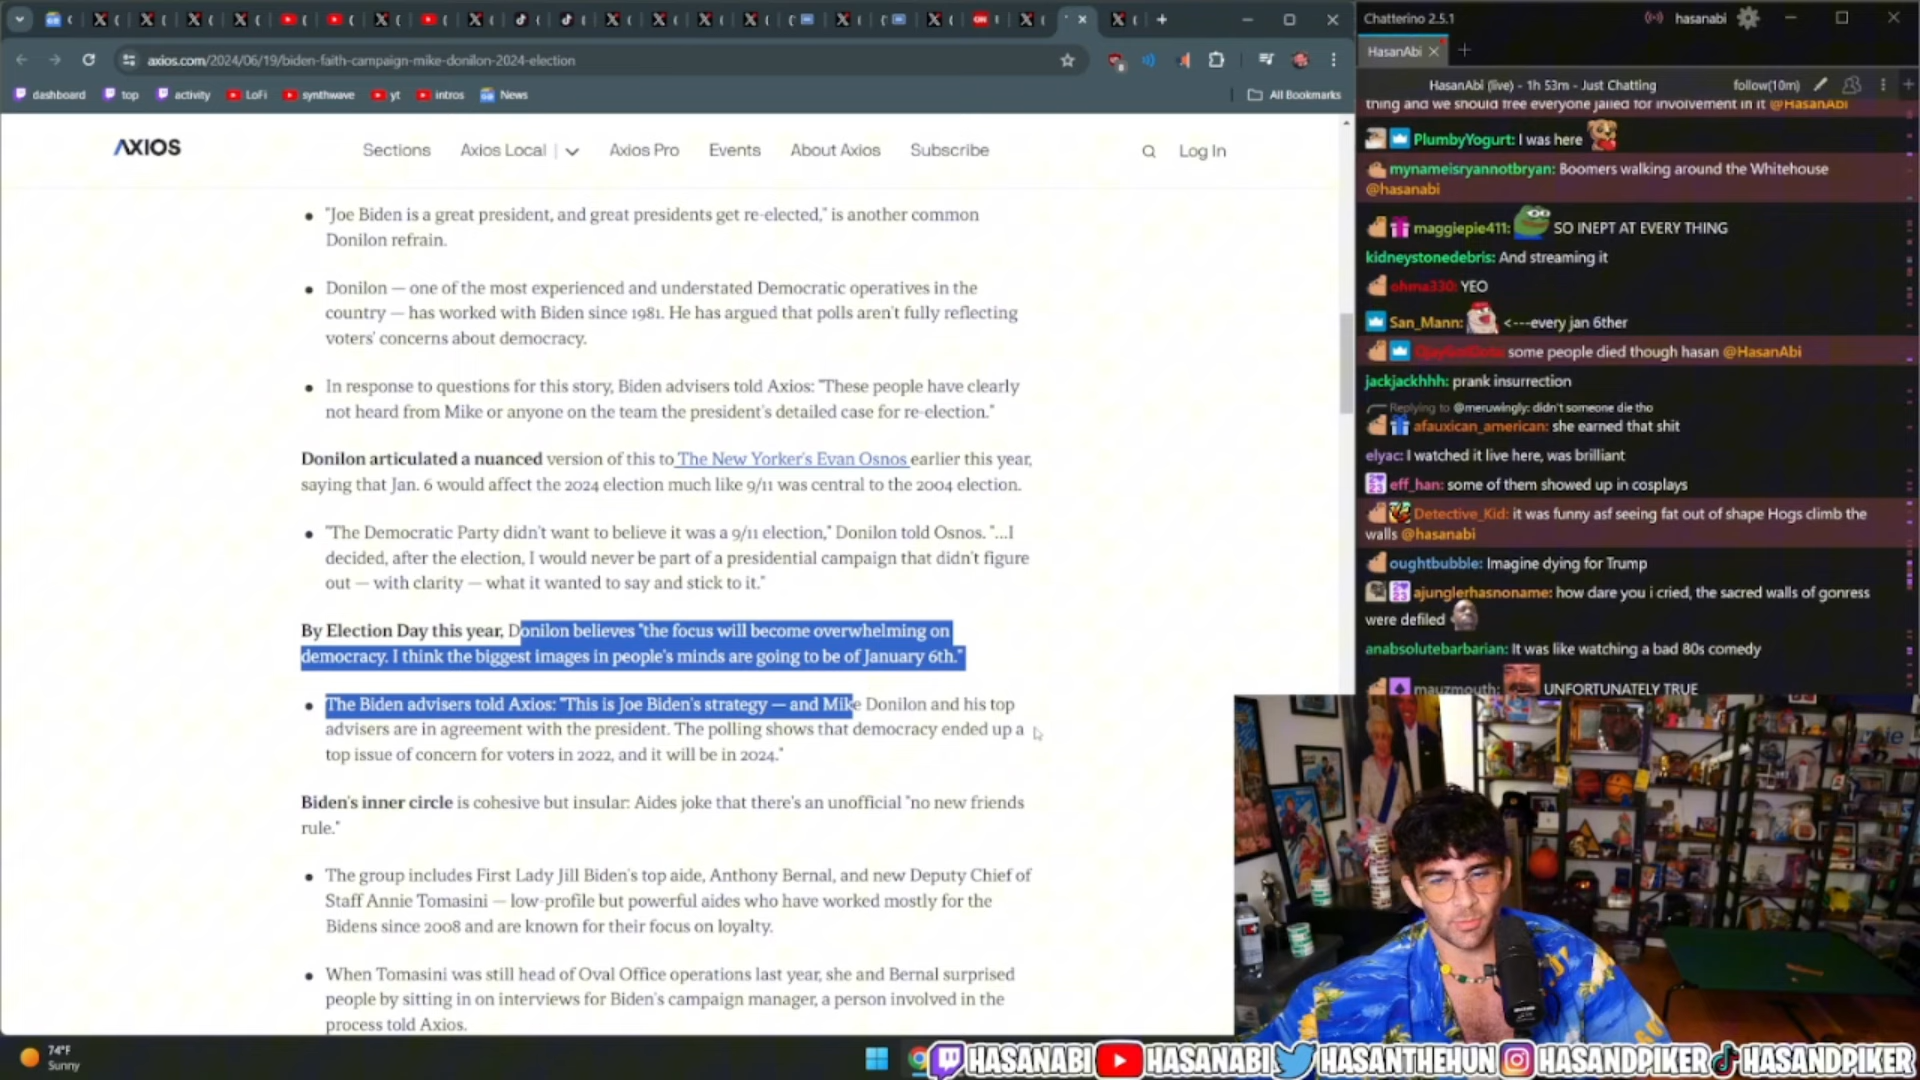 axios.com/2024/06/19/biden-faith-campaign-mike-donilon-2024-election
dashboard
top
activity
LoFi
synthwave
yt
intros
News
All Bookmarks
AXIOS
Sections
Axios Local
Axios Pro
Events
About Axios
Subscribe
Log In
• "Joe Biden is a great president, and great presidents get re-elected," is another common
Donilon refrain.
• Donilon — one of the most experienced and understated Democratic operatives in the
country — has worked with Biden since 1981. He has argued that polls aren't fully reflecting
voters' concerns about democracy.
• In response to questions for this story, Biden advisers told Axios: "These people have clearly
not heard from Mike or anyone on the team the president's detailed case for re-election."
Donilon articulated a nuanced version of this to The New Yorker's Evan Osnos earlier this year,
saying that Jan. 6 would affect the 2024 election much like 9/11 was central to the 2004 election.
• "The Democratic Party didn't want to believe it was a 9/11 election," Donilon told Osnos. "...I
decided, after the election, I would never be part of a presidential campaign that didn't figure
out — with clarity — what it wanted to say and stick to it."
By Election Day this year, Donilon believes "the focus will become overwhelming on
democracy. I think the biggest images in people's minds are going to be of January 6th."
• The Biden advisers told Axios: "This is Joe Biden's strategy — and Mike Donilon and his top
advisers are in agreement with the president. The polling shows that democracy ended up a
top issue of concern for voters in 2022, and it will be in 2024."
Biden's inner circle is cohesive but insular: Aides joke that there's an unofficial "no new friends
rule."
• The group includes First Lady Jill Biden's top aide, Anthony Bernal, and new Deputy Chief of
Staff Annie Tomasini — low-profile but powerful aides who have worked mostly for the
Bidens since 2008 and are known for their focus on loyalty.
• When Tomasini was still head of Oval Office operations last year, she and Bernal surprised
people by sitting in on interviews for Biden's campaign manager, a person involved in the
process told Axios.
74°F
Sunny
Chatterino 2.5.1
hasanabi
HasanAbi
HasanAbi (live) - 1h 53m - Just Chatting
follow(10m)
thing and we should free everyone jailed for involvement in it @HasanAbi
PlumbyYogurt: I was here
mynameisryannotbryan: Boomers walking around the Whitehouse
@hasanabi
maggiepie411: SO INEPT AT EVERY THING
kidneystonedebris: And streaming it
ohma330: YEO
San_Mann: <---every jan 6ther
some people died though hasan @HasanAbi
jackjackhhh: prank insurrection
Replying to @meruwingly: didn't someone die tho
afauxican_american: she earned that shit
elyac: I watched it live here, was brilliant
eff_han: some of them showed up in cosplays
Detective_Kid: it was funny asf seeing fat out of shape Hogs climb the
walls @hasanabi
oughtbubble: Imagine dying for Trump
ajunglerhasnoname: how dare you i cried, the sacred walls of gonress
were defiled
anabsolutebarbarian: It was like watching a bad 80s comedy
mauzmouth: UNFORTUNATELY TRUE
HASANABI
HASANABI
HASANTHEHUN
HASANDPIKER
HASANDPIKER